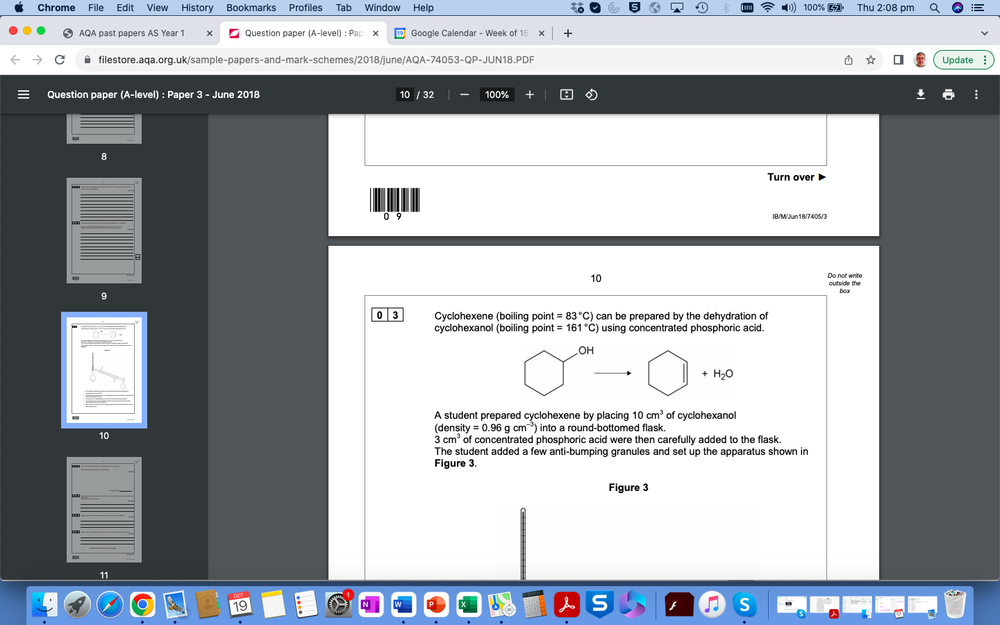 Chrome File Edit View History Bookmarks Profiles Tab Window Help 100% Thu 2:08 pm
AQA past papers AS Year 1
Question paper (A-level) : Pap
Google Calendar - Week of 15
filestore.aqa.org.uk/sample-papers-and-mark-schemes/2018/june/AQA-74053-QP-JUN18.PDF
Update
Question paper (A-level) : Paper 3 - June 2018
10 / 32
100%
8
9
10
11
Turn over ►
0 9
IB/M/Jun18/7405/3
10
Do not write
outside the
box
0 3
Cyclohexene (boiling point = 83 °C) can be prepared by the dehydration of
cyclohexanol (boiling point = 161 °C) using concentrated phosphoric acid.
OH
+ H₂O
A student prepared cyclohexene by placing 10 cm³ of cyclohexanol
(density = 0.96 g cm⁻³) into a round-bottomed flask.
3 cm³ of concentrated phosphoric acid were then carefully added to the flask.
The student added a few anti-bumping granules and set up the apparatus shown in
Figure 3.
Figure 3
OCT
19
1